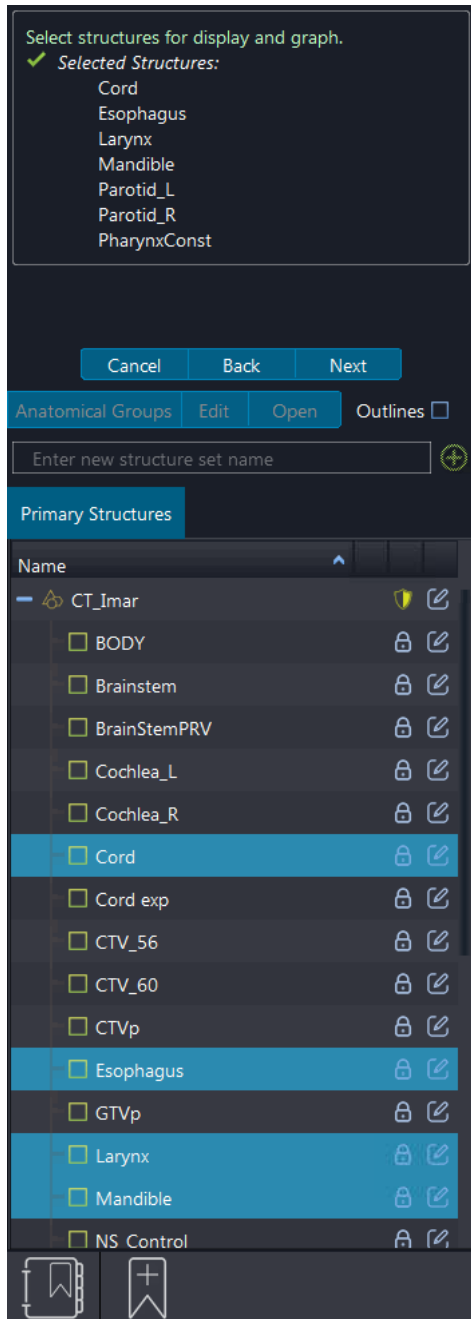 Select structures for display and graph.
Selected Structures:
Cord
Esophagus
Larynx
Mandible
Parotid_L
Parotid_R
PharynxConst
Cancel Back Next
Anatomical Groups Edit Open Outlines
Enter new structure set name
Primary Structures
Name
CT_Imar
BODY
Brainstem
BrainStemPRV
Cochlea_L
Cochlea_R
Cord
Cord exp
CTV_56
CTV_60
CTVp
Esophagus
GTVp
Larynx
Mandible
NS_Control